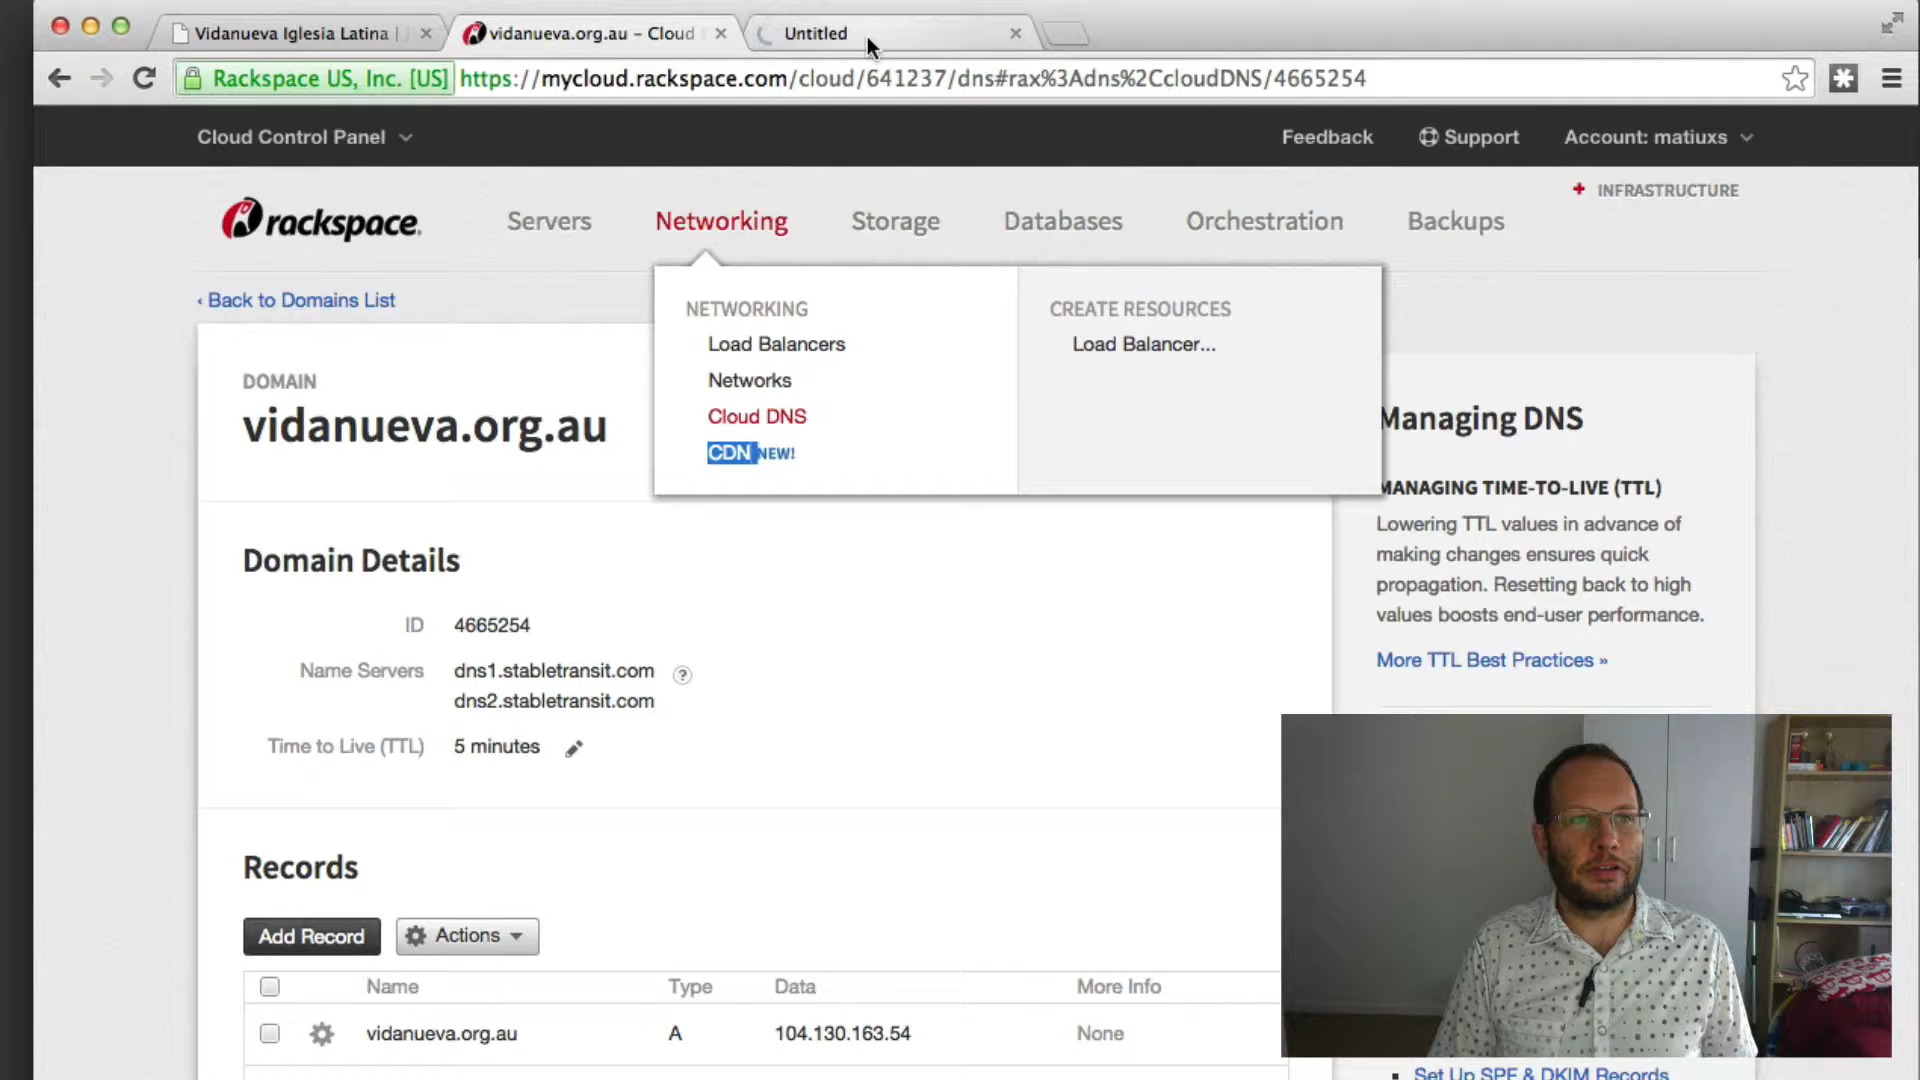 Vidanueva Iglesia Latina |
vidanueva.org.au – Cloud
Untitled
Rackspace US, Inc. [US] https://mycloud.rackspace.com/cloud/641237/dns#rax%3Adns%2CcloudDNS/4665254
Cloud Control Panel
Feedback
Support
Account: matiuxs
+ INFRASTRUCTURE
rackspace.
Servers
Networking
Storage
Databases
Orchestration
Backups
‹ Back to Domains List
NETWORKING
Load Balancers
Networks
Cloud DNS
CDN NEW!
CREATE RESOURCES
Load Balancer...
DOMAIN
vidanueva.org.au
Domain Details
ID 4665254
Name Servers dns1.stabletransit.com ?
dns2.stabletransit.com
Time to Live (TTL) 5 minutes
Records
Add Record
Actions
Name Type Data More Info
vidanueva.org.au A 104.130.163.54 None
Managing DNS
MANAGING TIME-TO-LIVE (TTL)
Lowering TTL values in advance of
making changes ensures quick
propagation. Resetting back to high
values boosts end-user performance.
More TTL Best Practices »
Set Up SPF & DKIM Records